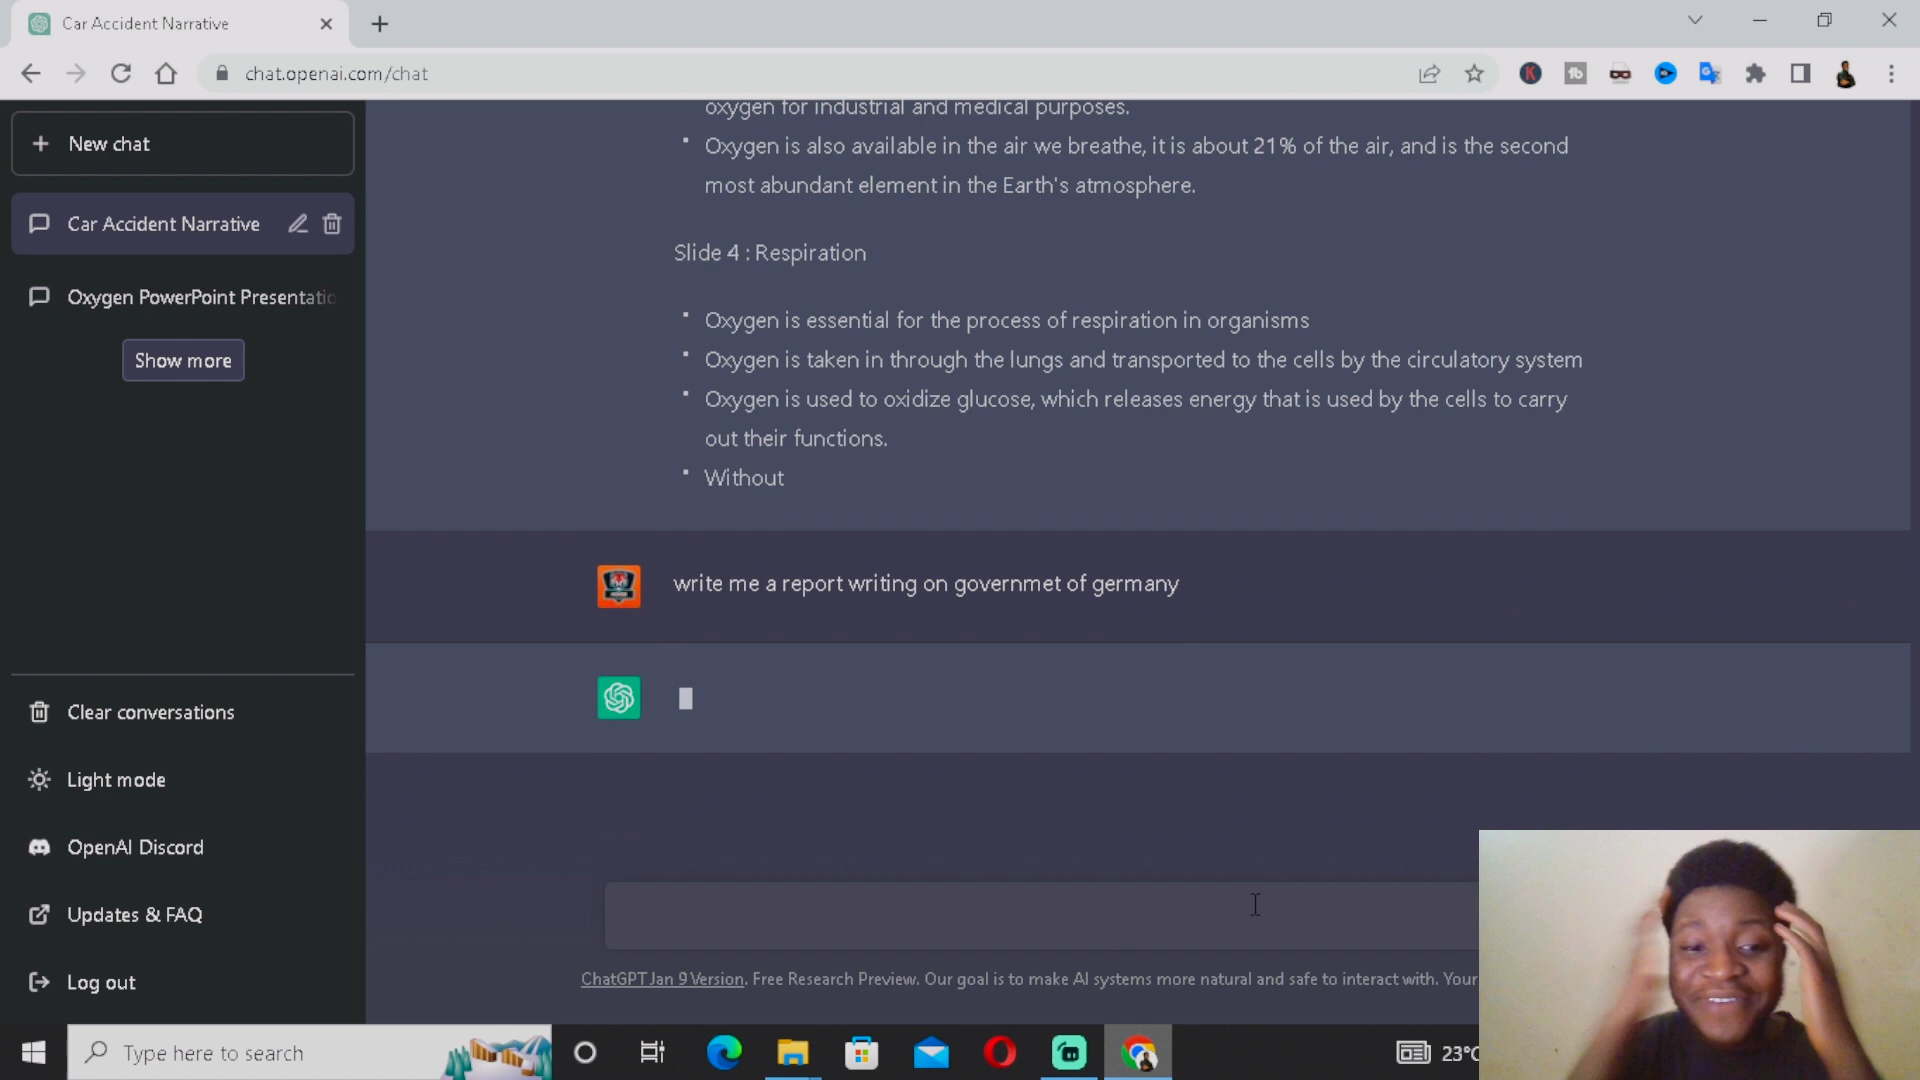 Car Accident Narrative
chat.openai.com/chat
New chat
Car Accident Narrative
Oxygen PowerPoint Presentatio
Show more
Clear conversations
Light mode
OpenAI Discord
Updates & FAQ
Log out
oxygen for industrial and medical purposes.
Oxygen is also available in the air we breathe, it is about 21% of the air, and is the second
most abundant element in the Earth's atmosphere.
Slide 4 : Respiration
Oxygen is essential for the process of respiration in organisms
Oxygen is taken in through the lungs and transported to the cells by the circulatory system
Oxygen is used to oxidize glucose, which releases energy that is used by the cells to carry
out their functions.
Without
write me a report writing on governmet of germany
ChatGPT Jan 9 Version. Free Research Preview. Our goal is to make AI systems more natural and safe to interact with. Your
Type here to search
23°C